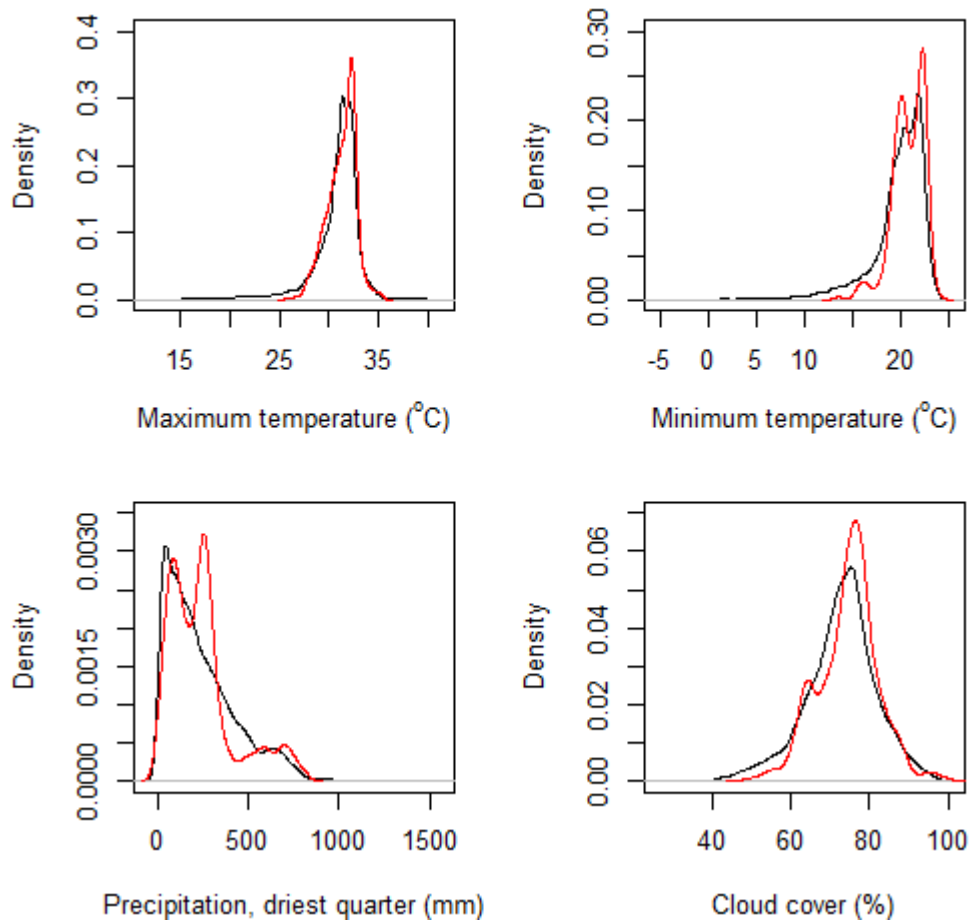 0.4
0.3
0.2
0.1
0.0
Density
15 25 35
Maximum temperature (°C)
0.30
0.20
0.10
0.00
Density
-5 0 5 10 20
Minimum temperature (°C)
0.0030
0.0015
0.0000
Density
0 500 1000 1500
Precipitation, driest quarter (mm)
0.06
0.04
0.02
0.00
Density
40 60 80 100
Cloud cover (%)